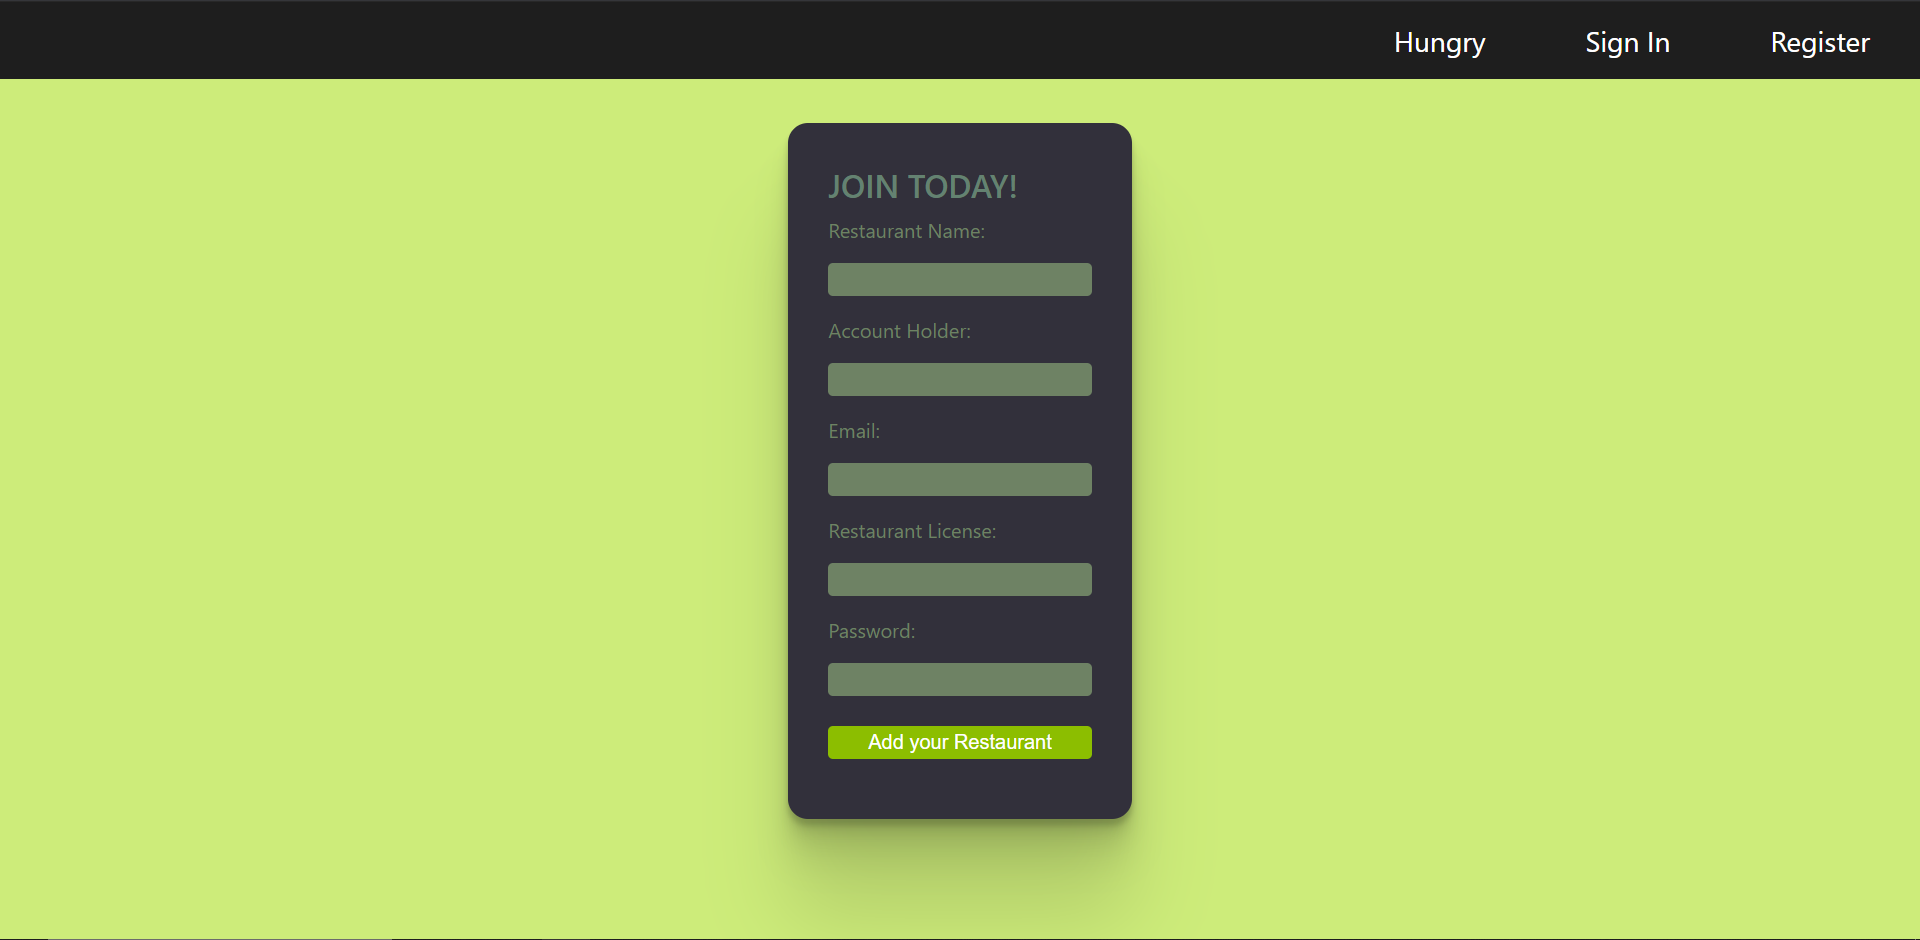 Hungry Sign In Register
JOIN TODAY!
Restaurant Name:
Account Holder:
Email:
Restaurant License:
Password:
Add your Restaurant